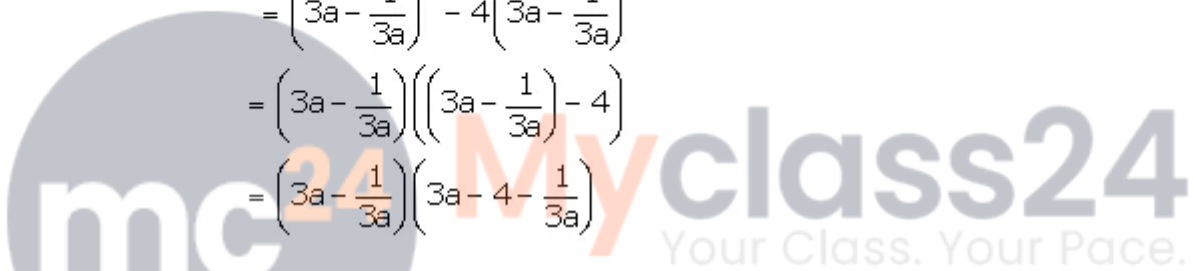 = (3a - 1/3a) - 4(3a - 1/3a)
= (3a - 1/3a)((3a - 1/3a) - 4)
= (3a - 1/3a)(3a - 4 - 1/3a)
mc24 Myclass24
Your Class. Your Pace.